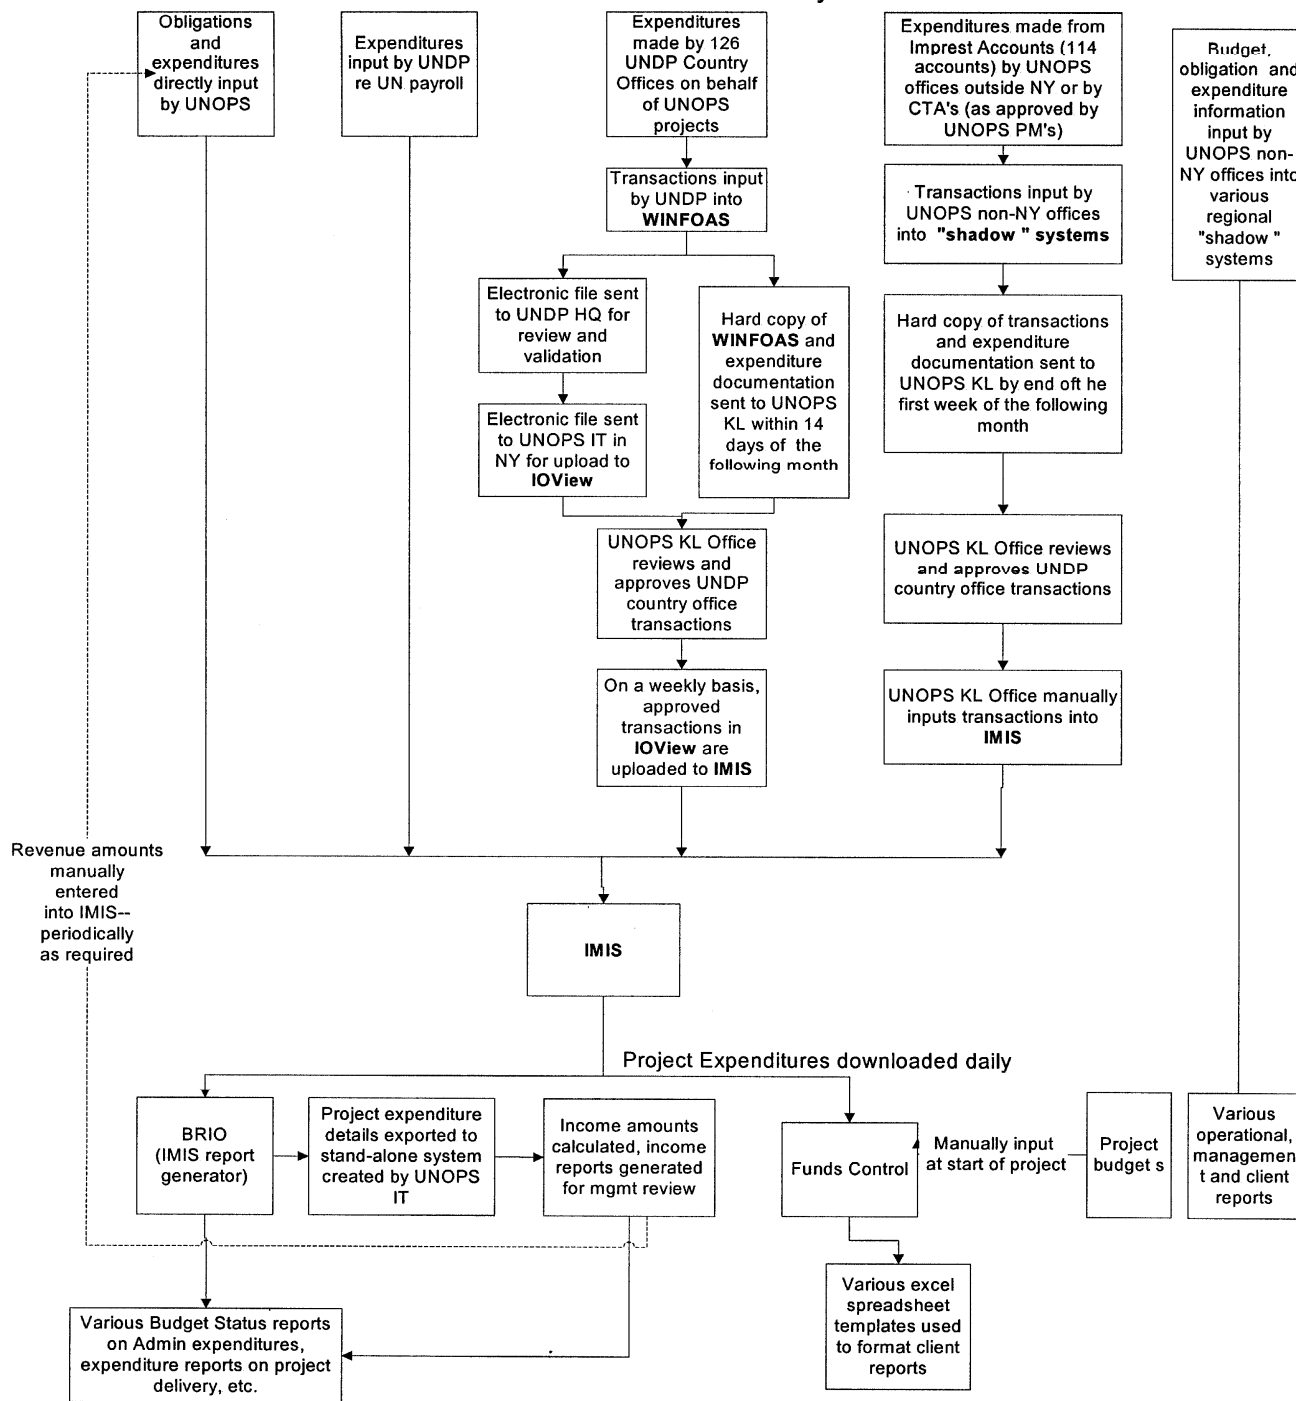 Obligations
and
expenditures
directly input
by UNOPS
Expenditures
input by UNDP
re UN payroll
Expenditures
made by 126
UNDP Country
Offices on behalf
of UNOPS
projects
Expenditures made from
Imprest Accounts (114
accounts) by UNOPS
offices outside NY or by
CTA's (as approved by
UNOPS PM's)
Budget,
obligation and
expenditure
information
input by
UNOPS non-
NY offices into
various
regional
"shadow "
systems
Transactions input
by UNDP into
WINFOAS
Transactions input by
UNOPS non-NY offices
into "shadow " systems
Electronic file sent
to UNDP HQ for
review and
validation
Hard copy of
WINFOAS and
expenditure
documentation
sent to UNOPS
KL within 14
days of the
following month
Hard copy of transactions
and expenditure
documentation sent to
UNOPS KL by end oft he
first week of the following
month
Electronic file sent
to UNOPS IT in
NY for upload to
IOView
UNOPS KL Office
reviews and
approves UNDP
country office
transactions
UNOPS KL Office reviews
and approves UNDP
country office transactions
On a weekly basis,
approved
transactions in
IOView are
uploaded to IMIS
UNOPS KL Office manually
inputs transactions into
IMIS
Revenue amounts
manually
entered
into IMIS--
periodically
as required
IMIS
Project Expenditures downloaded daily
BRIO
(IMIS report
generator)
Project expenditure
details exported to
stand-alone system
created by UNOPS
IT
Income amounts
calculated, income
reports generated
for mgmt review
Funds Control
Manually input
at start of project
Project
budget s
Various
operational,
managemen
t and client
reports
Various Budget Status reports
on Admin expenditures,
expenditure reports on project
delivery, etc.
Various excel
spreadsheet
templates used
to format client
reports